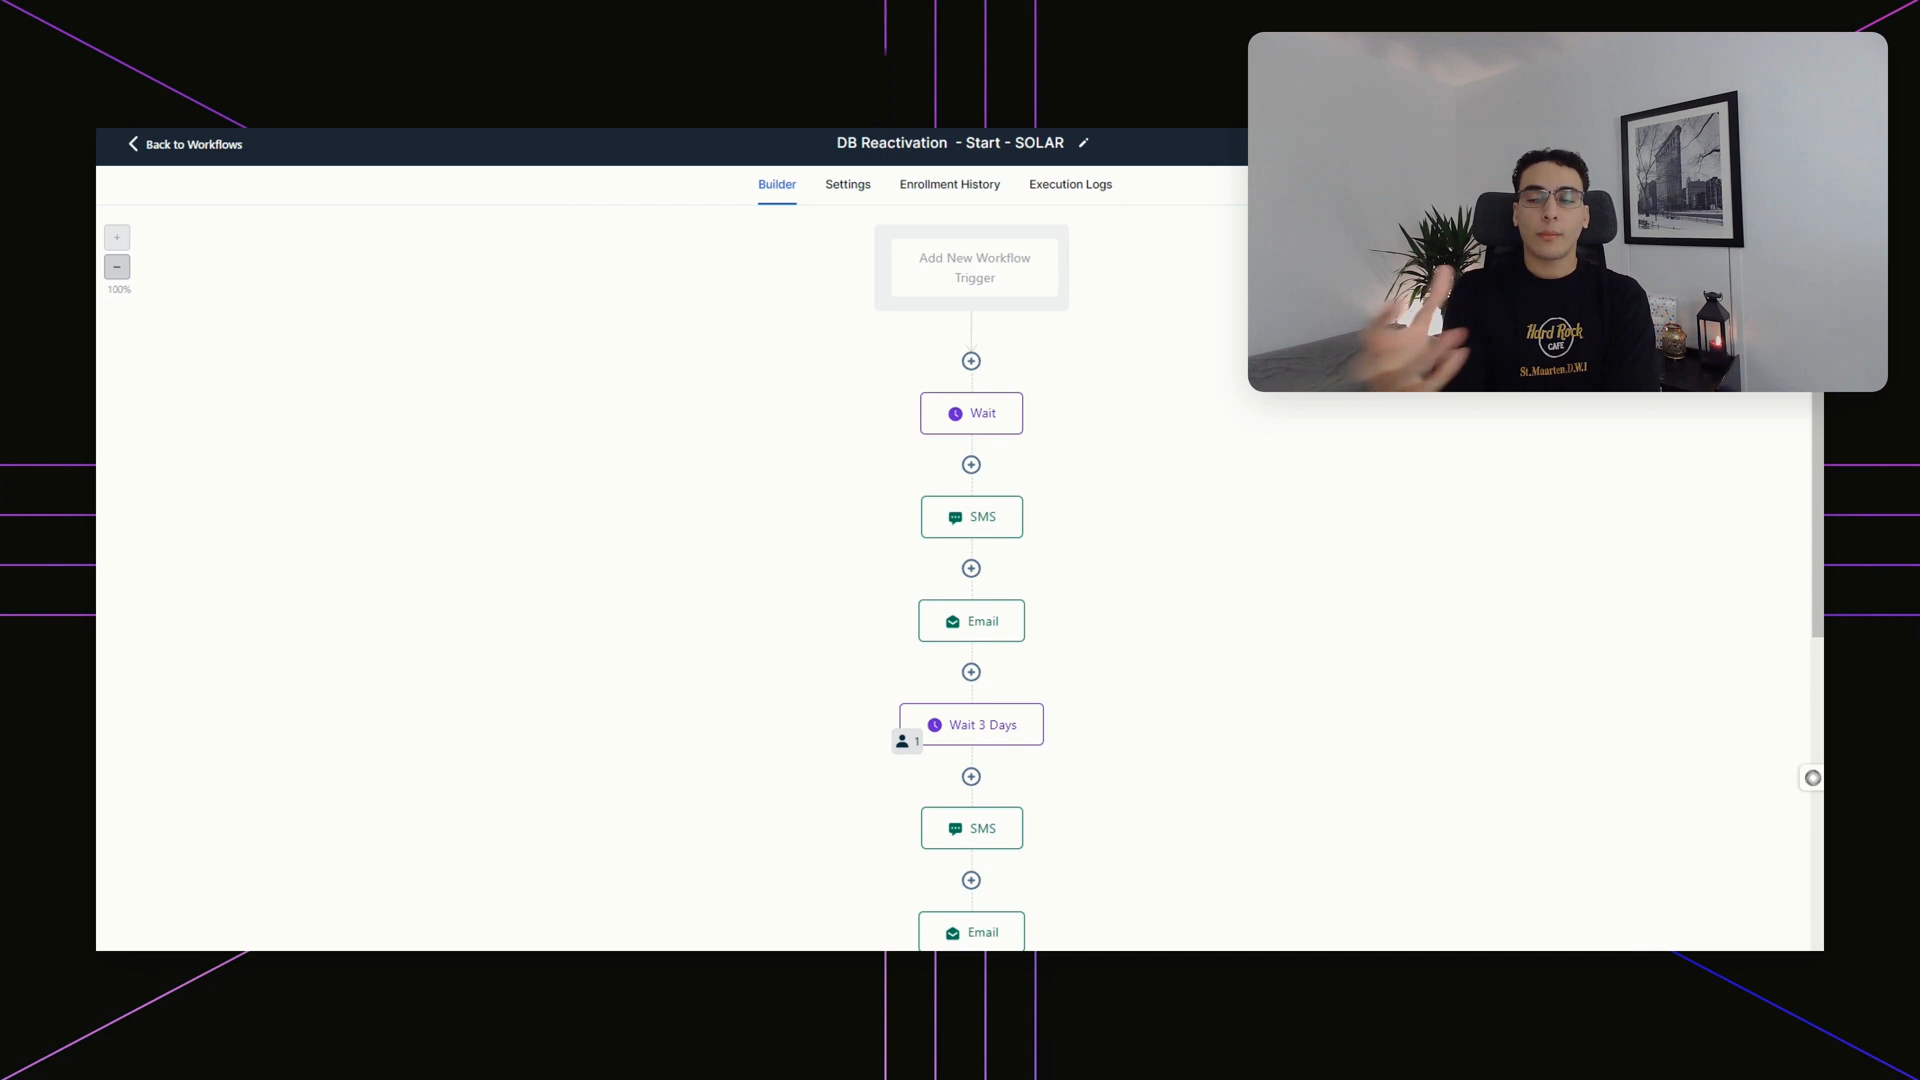 Back to Workflows
DB Reactivation - Start - SOLAR
Builder
Settings
Enrollment History
Execution Logs
+
−
100%
Add New Workflow
Trigger
Wait
SMS
Email
Wait 3 Days
1
SMS
Email
Hard Rock
CAFE
St.Maarten.D.W.I